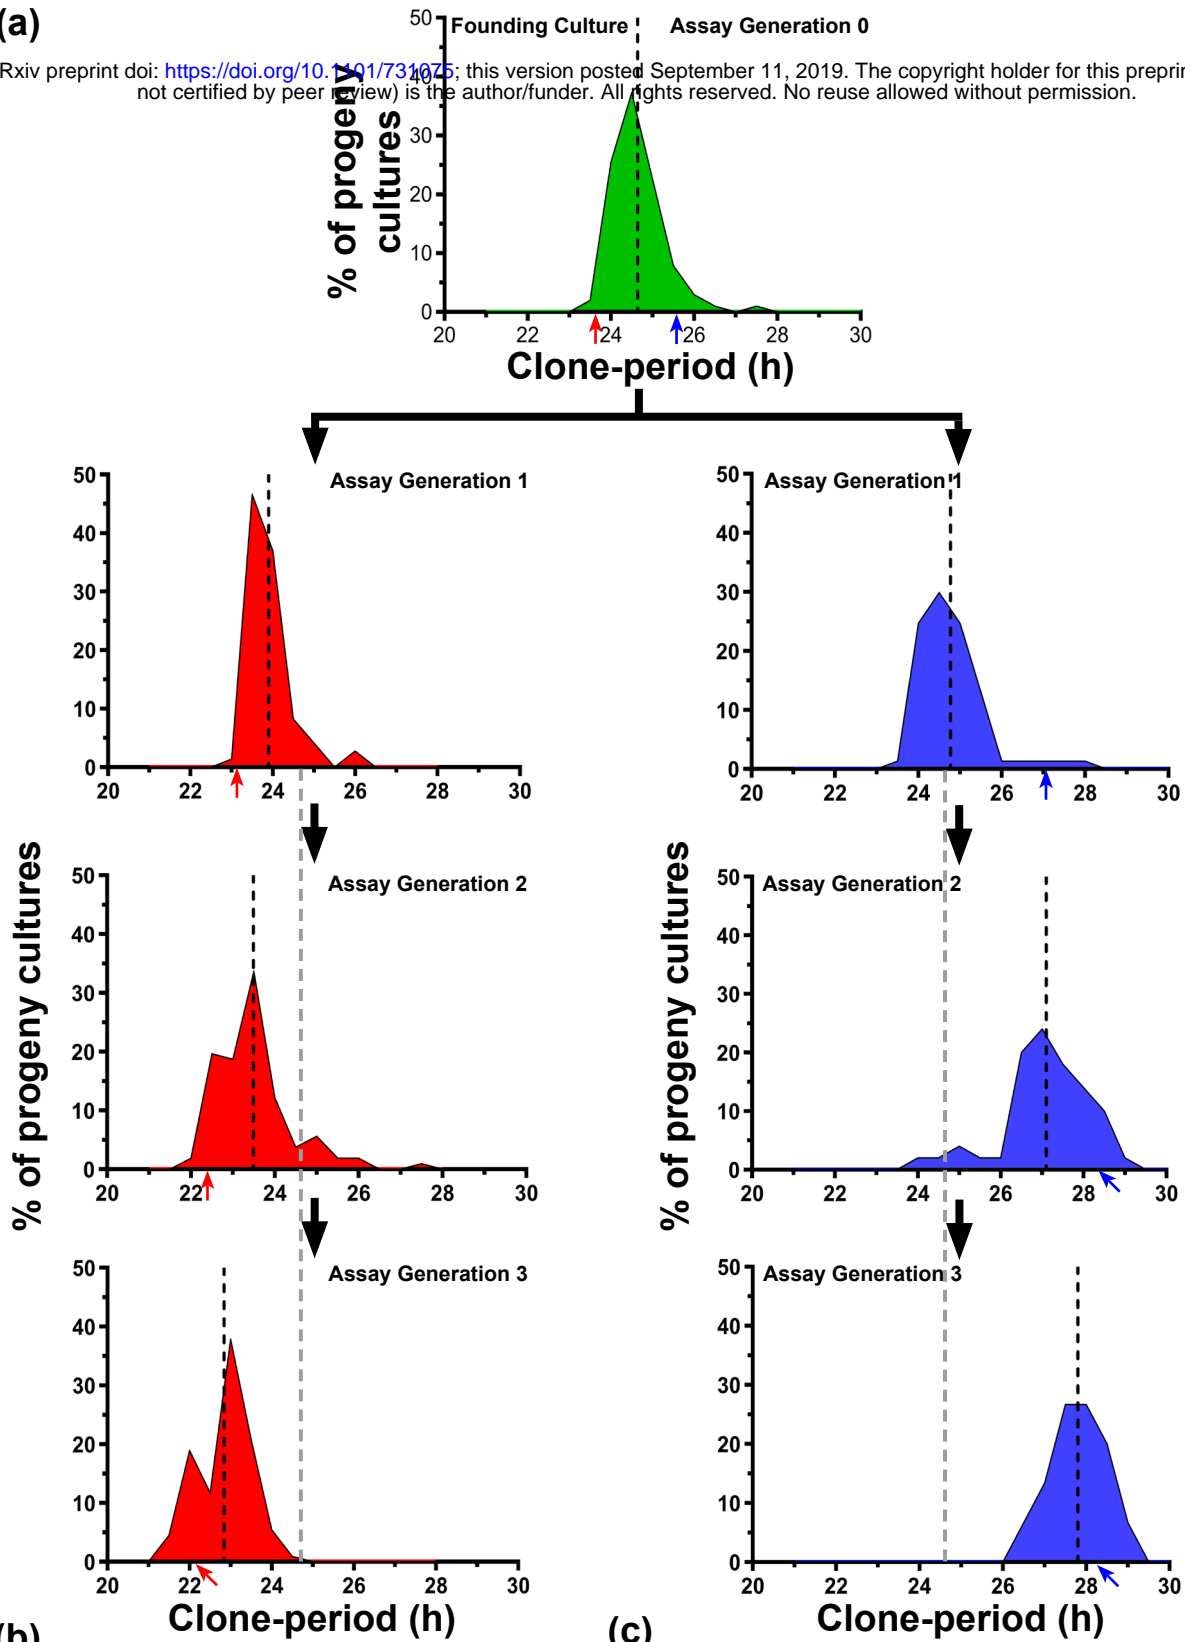 (a)
Founding Culture
Assay Generation 0
Rxiv preprint doi: https://doi.org/10.1101/731075; this version posted September 11, 2019. The copyright holder for this preprin
not certified by peer review) is the author/funder. All rights reserved. No reuse allowed without permission.
% of progeny
cultures
50
40
30
20
10
0
20 22 24 26 28 30
Clone-period (h)
Assay Generation 1
50
40
30
20
10
0
20 22 24 26 28 30
Assay Generation 1
50
40
30
20
10
0
20 22 24 26 28 30
% of progeny cultures
Assay Generation 2
50
40
30
20
10
0
20 22 24 26 28 30
% of progeny cultures
Assay Generation 2
50
40
30
20
10
0
20 22 24 26 28 30
Assay Generation 3
50
40
30
20
10
0
20 22 24 26 28 30
Clone-period (h)
Assay Generation 3
50
40
30
20
10
0
20 22 24 26 28 30
Clone-period (h)
(b)
(c)